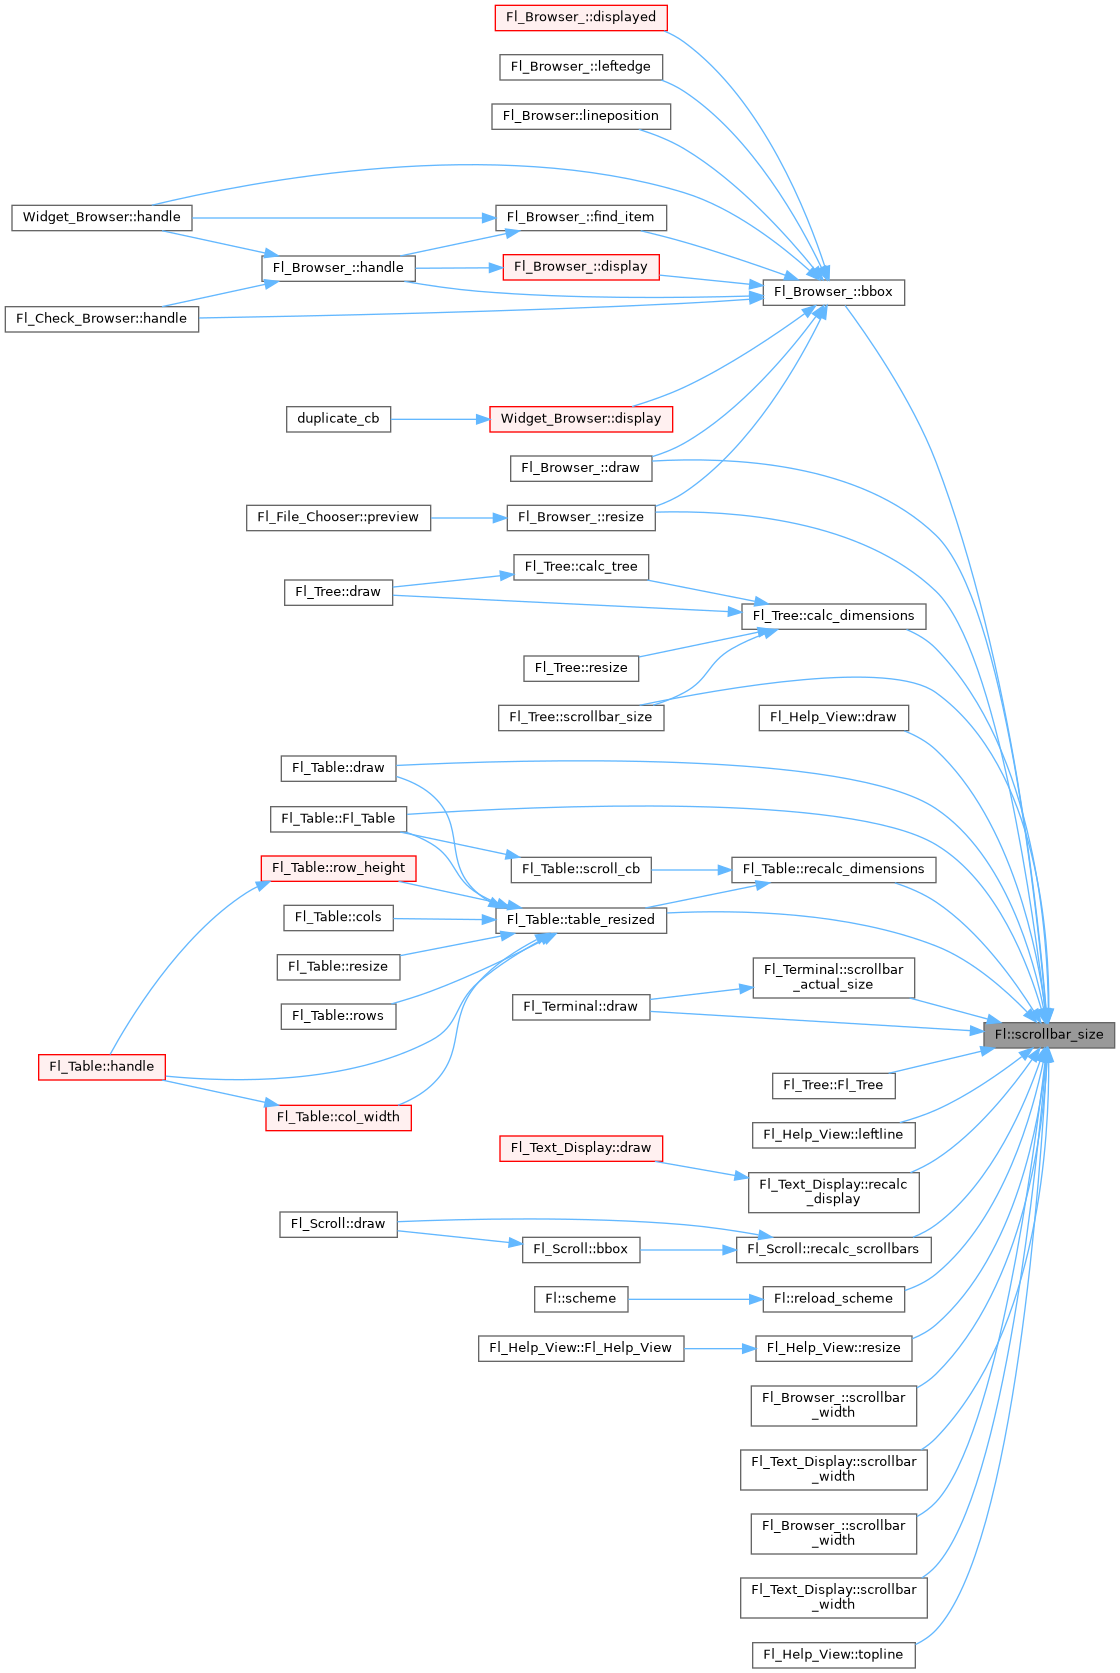 Fl_Browser_::displayed
Fl_Browser_::leftedge
Fl_Browser::lineposition
Widget_Browser::handle
Fl_Browser_::find_item
Fl_Browser_::handle
Fl_Browser_::display
Fl_Browser_::bbox
Fl_Check_Browser::handle
duplicate_cb
Widget_Browser::display
Fl_Browser_::draw
Fl_File_Chooser::preview
Fl_Browser_::resize
Fl_Tree::calc_tree
Fl_Tree::draw
Fl_Tree::calc_dimensions
Fl_Tree::resize
Fl_Tree::scrollbar_size
Fl_Help_View::draw
Fl_Table::draw
Fl_Table::Fl_Table
Fl_Table::row_height
Fl_Table::scroll_cb
Fl_Table::recalc_dimensions
Fl_Table::cols
Fl_Table::table_resized
Fl_Table::resize
Fl_Terminal::scrollbar
_actual_size
Fl_Table::rows
Fl_Terminal::draw
Fl::scrollbar_size
Fl_Table::handle
Fl_Tree::Fl_Tree
Fl_Table::col_width
Fl_Help_View::leftline
Fl_Text_Display::draw
Fl_Text_Display::recalc
_display
Fl_Scroll::draw
Fl_Scroll::bbox
Fl_Scroll::recalc_scrollbars
Fl::scheme
Fl::reload_scheme
Fl_Help_View::Fl_Help_View
Fl_Help_View::resize
Fl_Browser_::scrollbar
_width
Fl_Text_Display::scrollbar
_width
Fl_Browser_::scrollbar
_width
Fl_Text_Display::scrollbar
_width
Fl_Help_View::topline